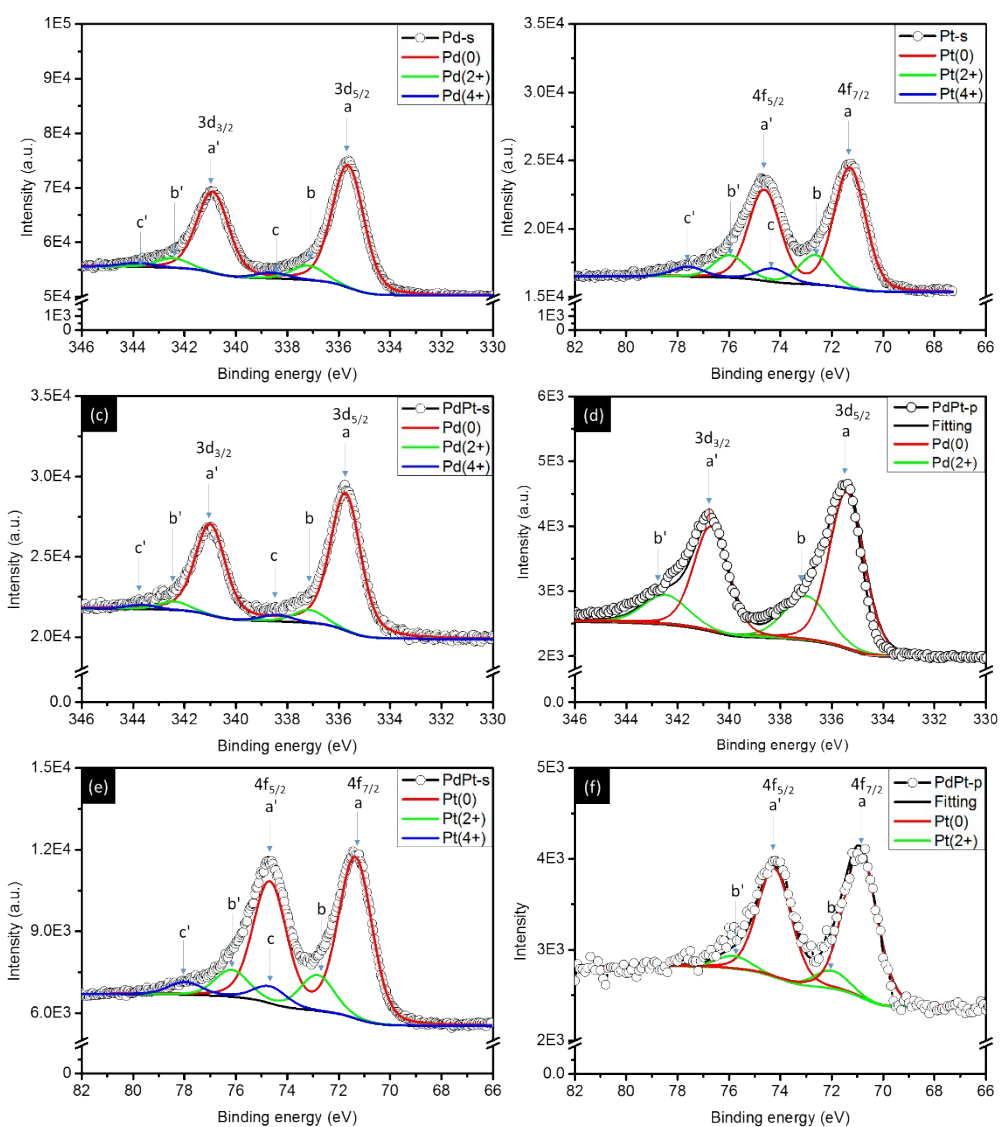 1E5
9E4
7E4
6E4
5E4
1E3
0
Intensity (a.u.)
Pd-s
Pd(0)
Pd(2+)
Pd(4+)
3d5/2
a
3d3/2
a'
b'
c'
b
c
346 344 342 340 338 336 334 332 330
Binding energy (eV)
3.5E4
2.5E4
1.5E4
1E3
0
Intensity (a.u.)
Pt-s
Pt(0)
Pt(2+)
Pt(4+)
4f5/2
a'
4f7/2
a
b'
c'
b
c
82 80 78 76 74 72 70 68 66
Binding energy (eV)
(c)
3.5E4
3.0E4
2.5E4
2.0E4
0.0
Intensity (a.u.)
PdPt-s
Pd(0)
Pd(2+)
Pd(4+)
3d5/2
a
3d3/2
a'
b'
c'
b
c
346 344 342 340 338 336 334 332 330
Binding energy (eV)
(d)
6E3
5E3
4E3
3E3
2E3
0.0
Intensity (a.u.)
PdPt-p
Fitting
Pd(0)
Pd(2+)
3d5/2
a
3d3/2
a'
b'
b
346 344 342 340 338 336 334 332 330
Binding energy (eV)
(e)
1.5E4
1.2E4
9.0E3
6.0E3
0
Intensity (a.u.)
PdPt-s
Pt(0)
Pt(2+)
Pt(4+)
4f5/2
a'
4f7/2
a
b'
c'
b
c
82 80 78 76 74 72 70 68 66
Binding energy (eV)
(f)
5E3
4E3
3E3
2E3
0.0
Intensity
PdPt-p
Fitting
Pt(0)
Pt(2+)
4f5/2
a'
4f7/2
a
b'
b
82 80 78 76 74 72 70 68 66
Binding energy (eV)